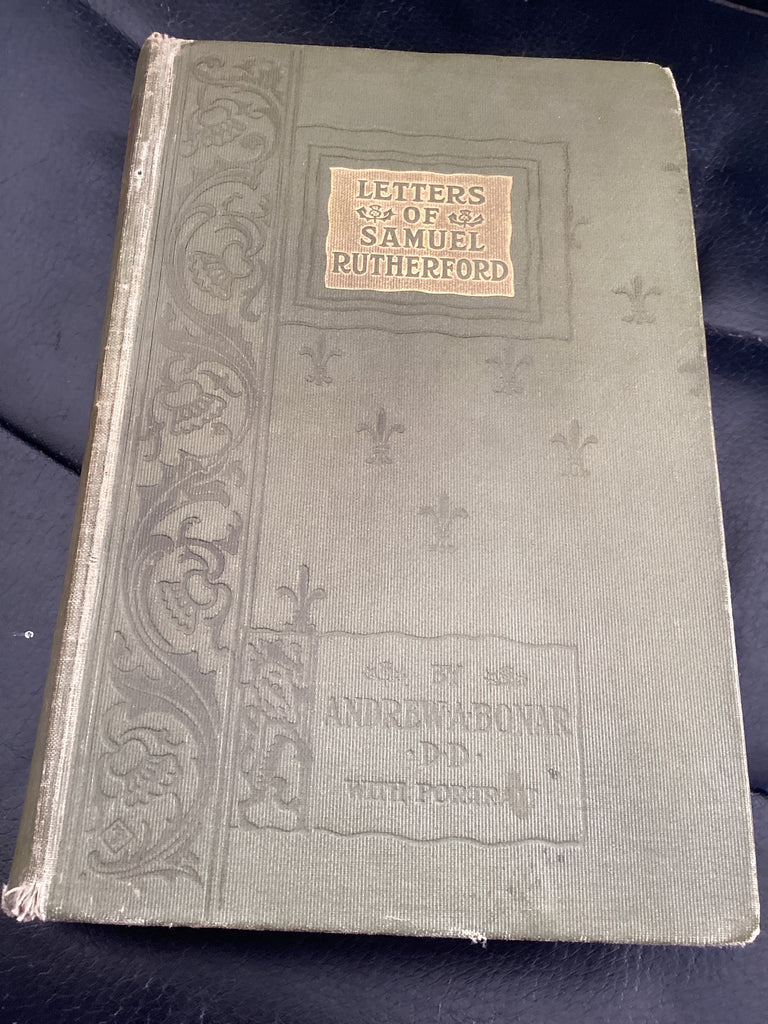 LETTERS
OF
SAMUEL
RUTHERFORD
BY
ANDREW·A·BONAR
·D·D·
WITH PORTRAIT